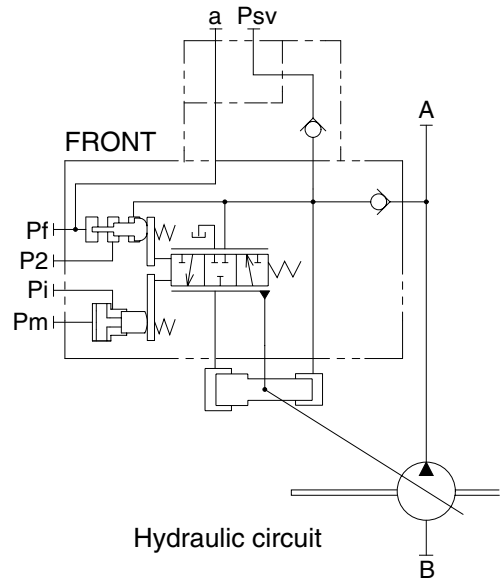 a Psv
A
FRONT
Pf
P2
Pi
Pm
Hydraulic circuit
B